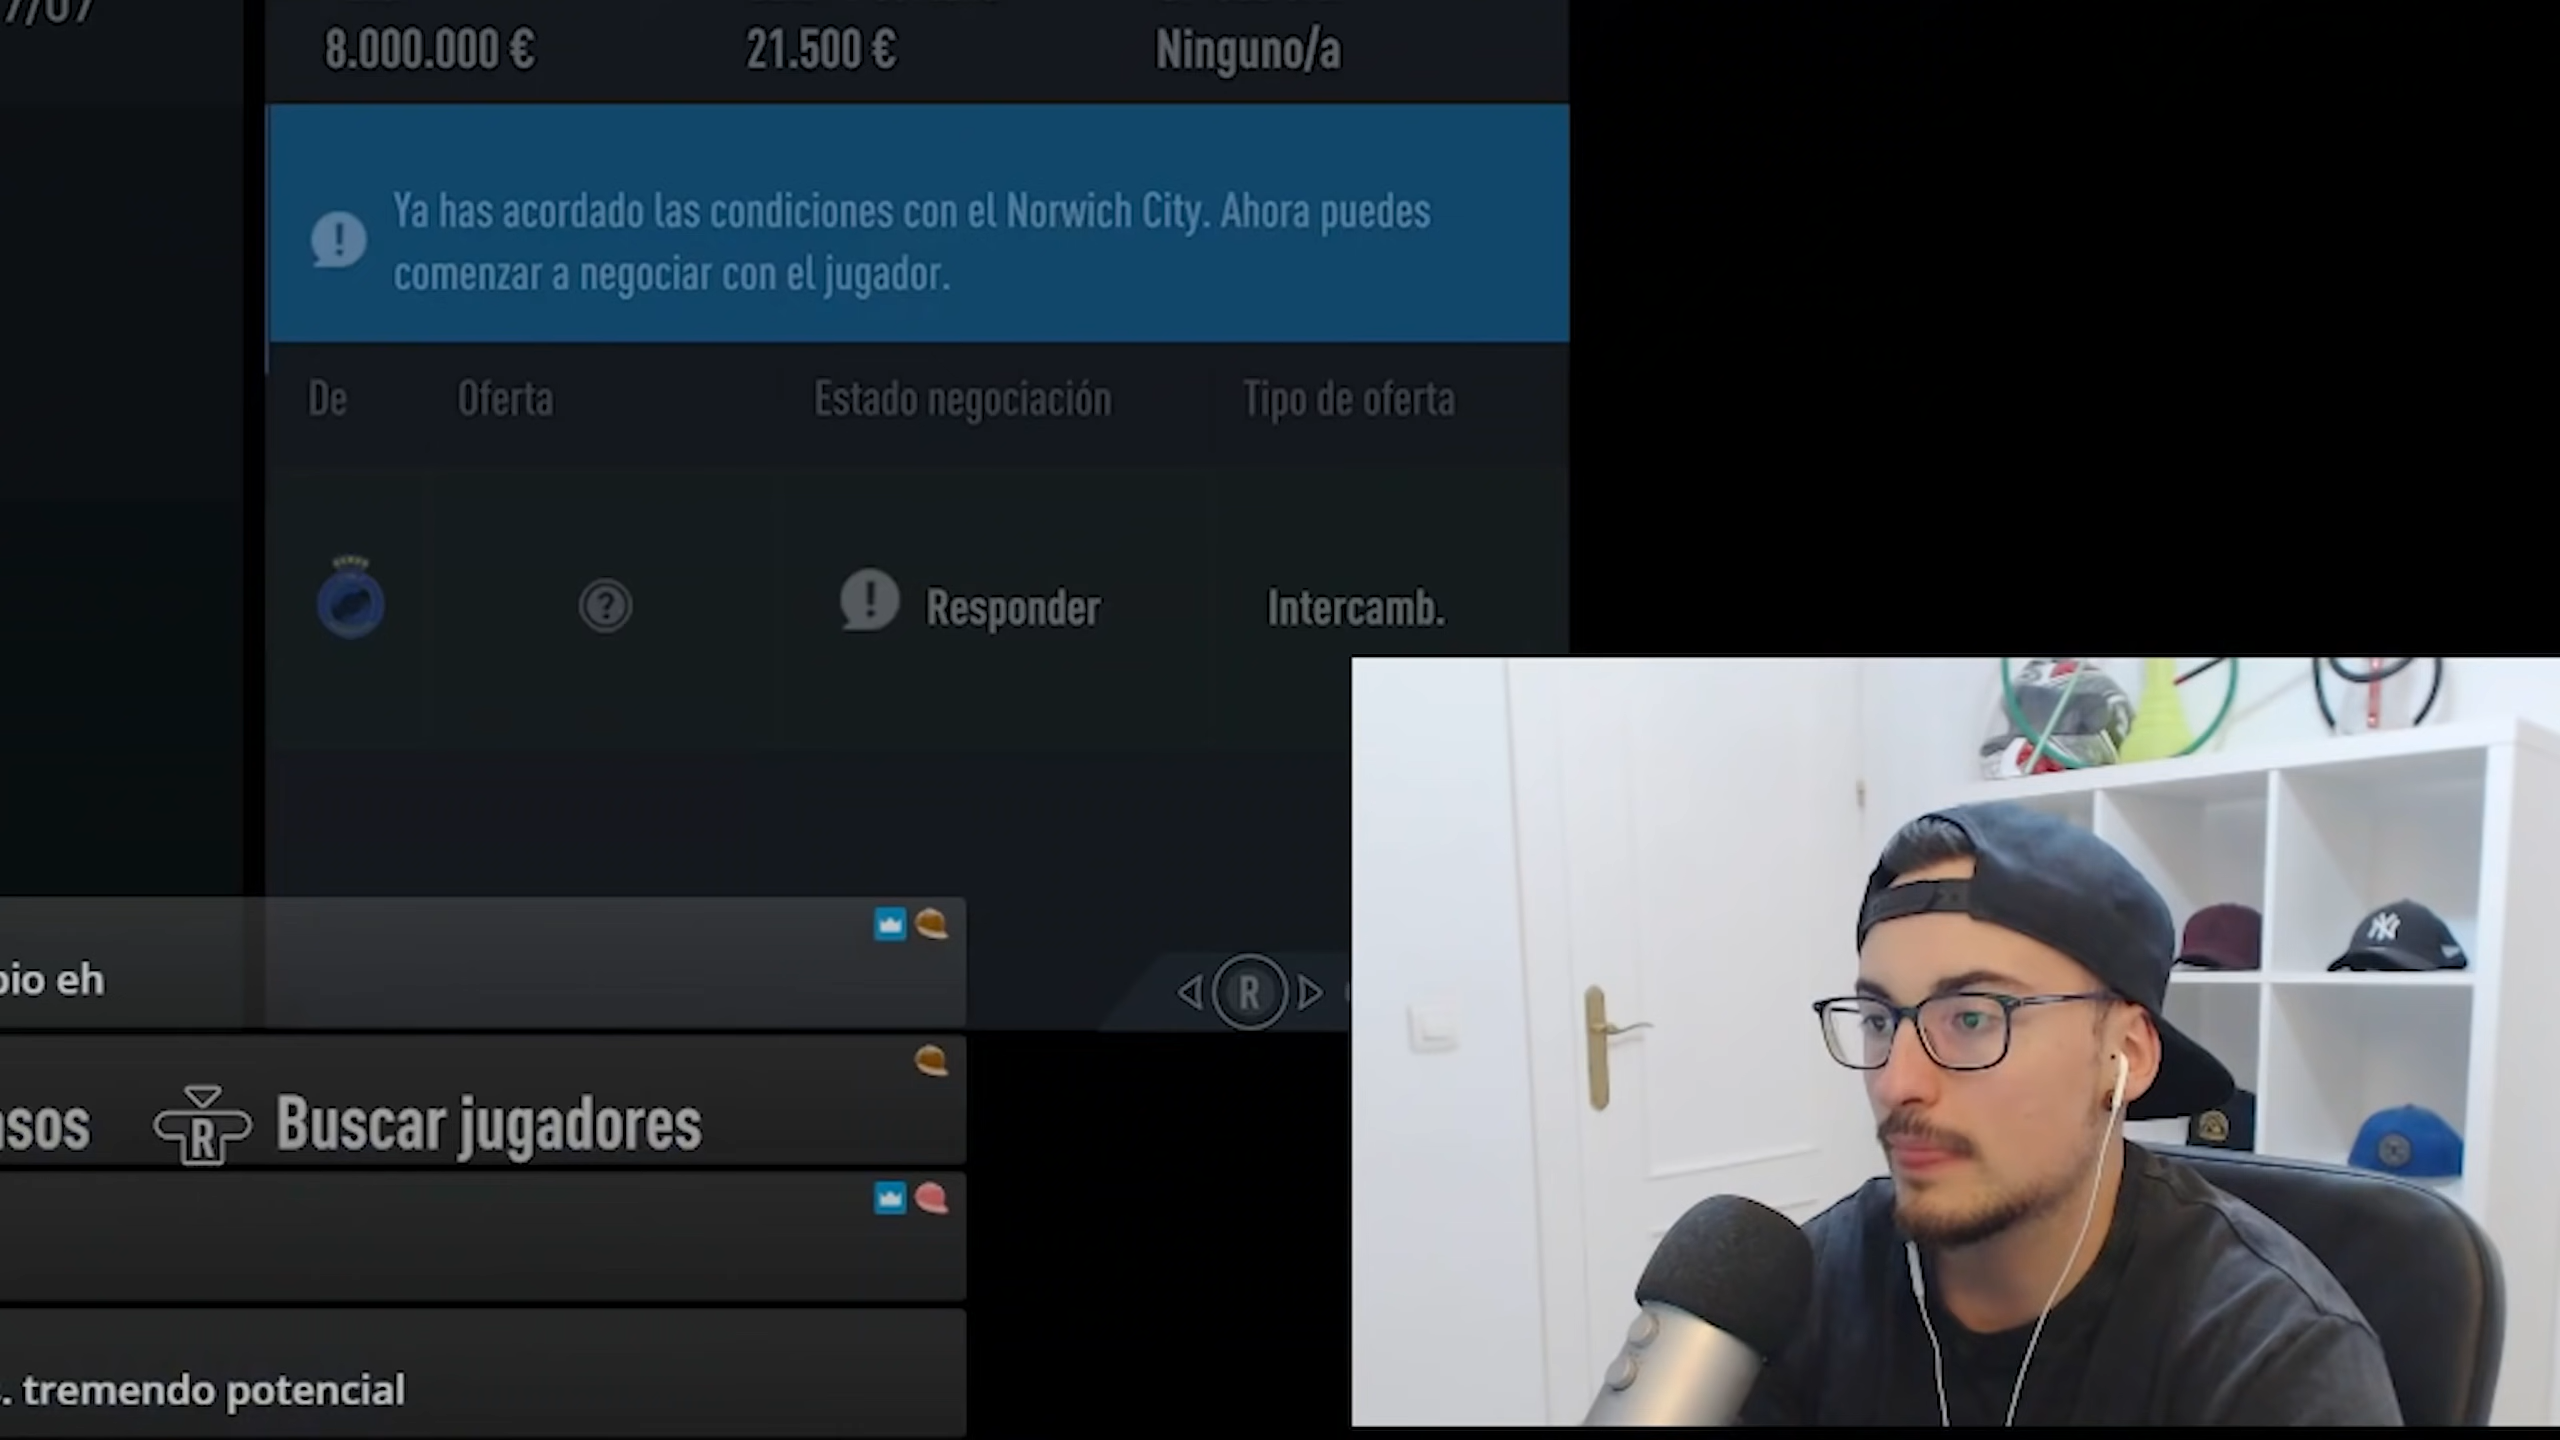 8.000.000 € 21.500 € Ninguno/a
Ya has acordado las condiciones con el Norwich City. Ahora puedes
comenzar a negociar con el jugador.
De Oferta Estado negociación Tipo de oferta
Responder Intercamb.
eh
R
R Buscar jugadores
tremendo potencial
NY